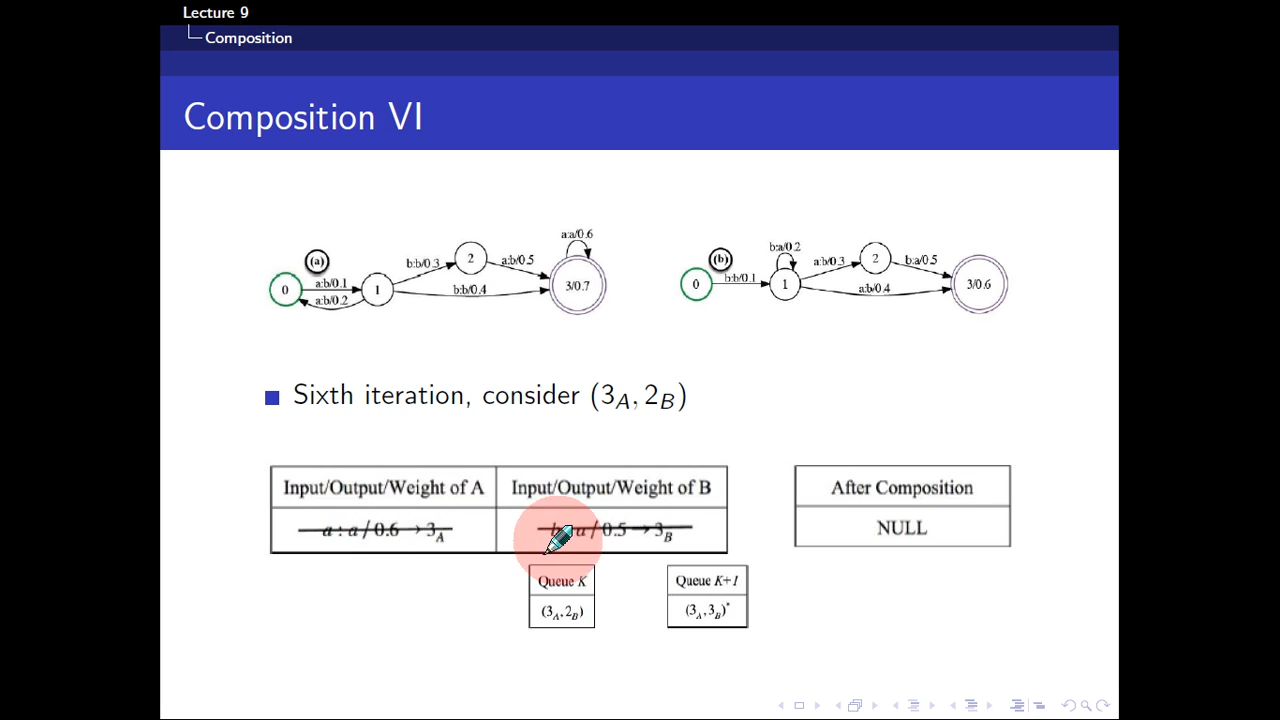 Lecture 9
Composition
Composition VI
(a)
(b)
a:a/0.6
b:a/0.2
2
2
b:b/0.3
a:b/0.5
a:b/0.3
b:a/0.5
0
a:b/0.1
1
3/0.7
0
b:b/0.1
1
3/0.6
a:b/0.2
b:b/0.4
a:b/0.4
Sixth iteration, consider (3A, 2B)
Input/Output/Weight of A
Input/Output/Weight of B
After Composition
a : a / 0.6 → 3A
a / 0.5 → 3B
NULL
Queue K
Queue K+1
(3A,2B)
(3A,3B)*